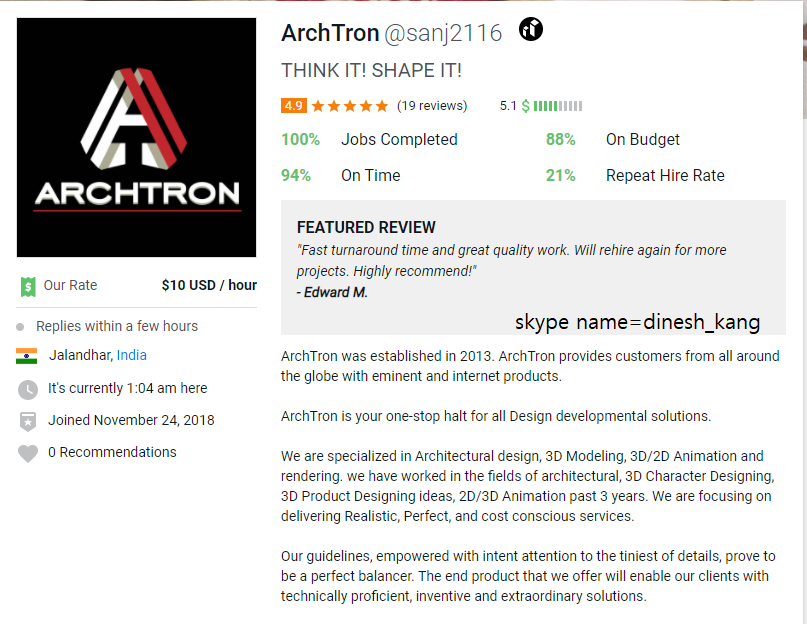 ARCHTRON
Our Rate $10 USD / hour
Replies within a few hours
Jalandhar, India
It's currently 1:04 am here
Joined November 24, 2018
0 Recommendations
ArchTron @sanj2116
THINK IT! SHAPE IT!
4.9 (19 reviews) 5.1 $
100% Jobs Completed 88% On Budget
94% On Time 21% Repeat Hire Rate
FEATURED REVIEW
"Fast turnaround time and great quality work. Will rehire again for more
projects. Highly recommend!"
- Edward M.
skype name=dinesh_kang
ArchTron was established in 2013. ArchTron provides customers from all around
the globe with eminent and internet products.
ArchTron is your one-stop halt for all Design developmental solutions.
We are specialized in Architectural design, 3D Modeling, 3D/2D Animation and
rendering. we have worked in the fields of architectural, 3D Character Designing,
3D Product Designing ideas, 2D/3D Animation past 3 years. We are focusing on
delivering Realistic, Perfect, and cost conscious services.
Our guidelines, empowered with intent attention to the tiniest of details, prove to
be a perfect balancer. The end product that we offer will enable our clients with
technically proficient, inventive and extraordinary solutions.